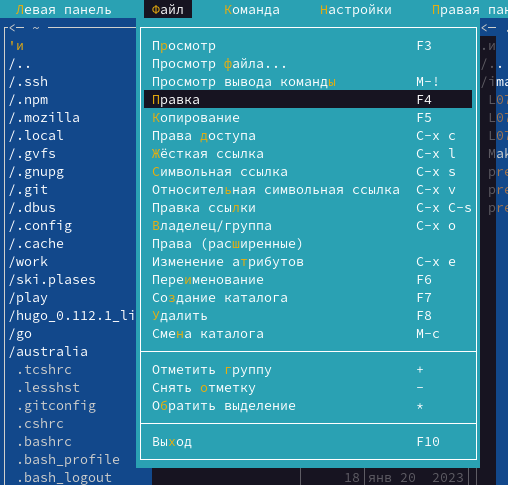 Левая панель Файл Команда Настройки Правая пан
<─ ~
'и
/..
/.ssh
/.npm
/.mozilla
/.local
/.gvfs
/.gnupg
/.git
/.dbus
/.config
/.cache
/work
/ski.plases
/play
/hugo_0.112.1_li
/go
/australia
.tcshrc
.lesshst
.gitconfig
.cshrc
.bashrc
.bash_profile
.bash_logout
Просмотр F3
Просмотр файла...
Просмотр вывода команды M-!
Правка F4
Копирование F5
Права доступа C-x c
Жёсткая ссылка C-x l
Символьная ссылка C-x s
Относительная символьная ссылка C-x v
Правка ссылки C-x C-s
Владелец/группа C-x o
Права (расширенные)
Изменение атрибутов C-x e
Переименование F6
Создание каталога F7
Удалить F8
Смена каталога M-c
Отметить группу +
Снять отметку -
Обратить выделение *
Выход F10
18 янв 20 2023
<─
.и
/..
/ima
L07
L07
L07
Mak
pre
pre
pre